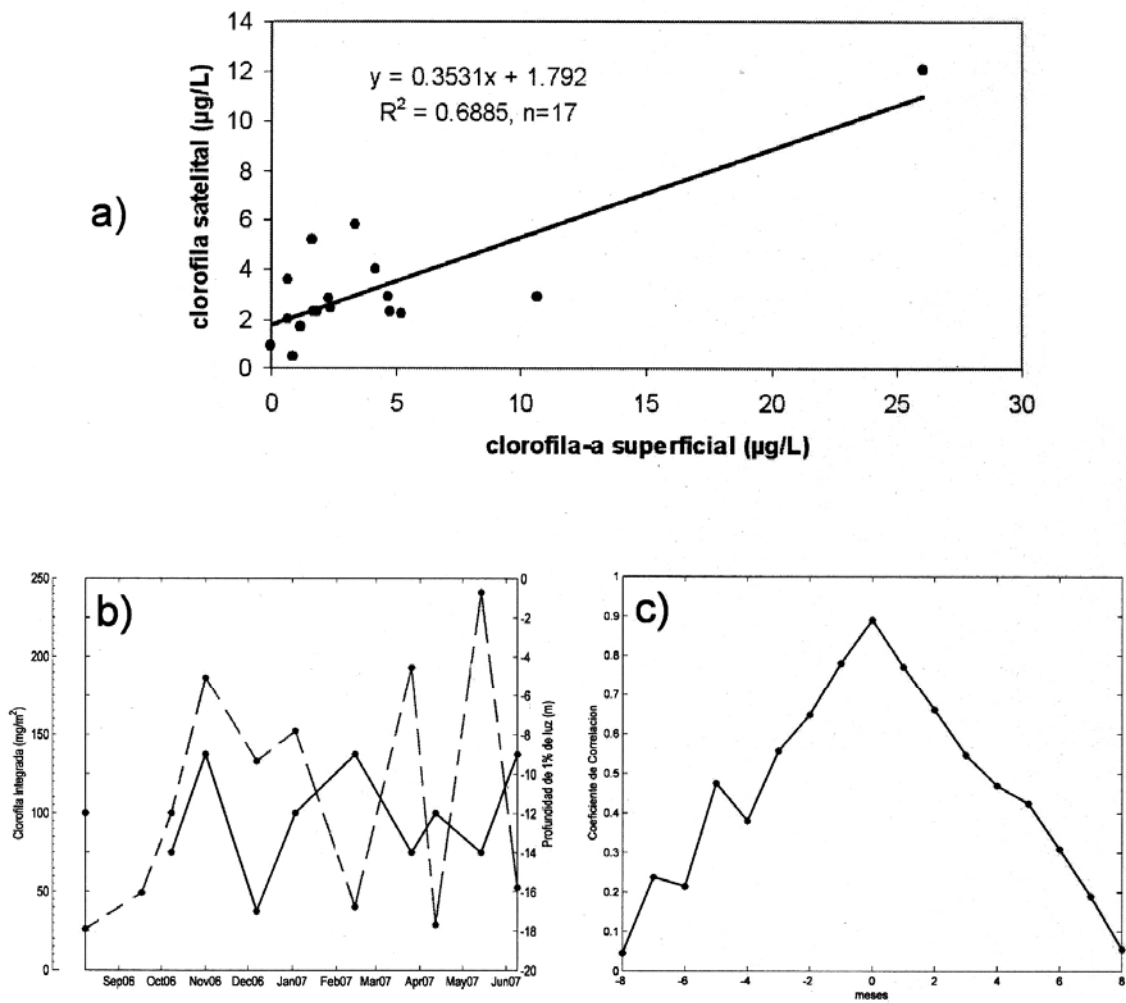 a)
clorofila satelital (µg/L)
14
12
10
8
6
4
2
0
y = 0.3531x + 1.792
R² = 0.6885, n=17
0 5 10 15 20 25 30
clorofila-a superficial (µg/L)
b)
Clorofila Integrada (mg/m²)
250
200
150
100
50
0
Sep06 Oct06 Nov06 Dec06 Jan07 Feb07 Mar07 Apr07 May07 Jun07
0
-2
-4
-6
-8
-10
-12
-14
-16
-18
-20
Profundidad de 1% de luz (m)
c)
Coeficiente de Correlacion
1
0.9
0.8
0.7
0.6
0.5
0.4
0.3
0.2
0.1
0
-8 -6 -4 -2 0 2 4 6 8
meses